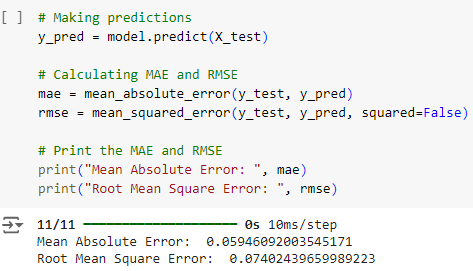 [ ] # Making predictions
y_pred = model.predict(X_test)
# Calculating MAE and RMSE
mae = mean_absolute_error(y_test, y_pred)
rmse = mean_squared_error(y_test, y_pred, squared=False)
# Print the MAE and RMSE
print("Mean Absolute Error: ", mae)
print("Root Mean Square Error: ", rmse)
11/11 ━━━━━━━━━━━━━━━━━━━━ 0s 10ms/step
Mean Absolute Error:  0.05946092003545171
Root Mean Square Error:  0.07402439659989223